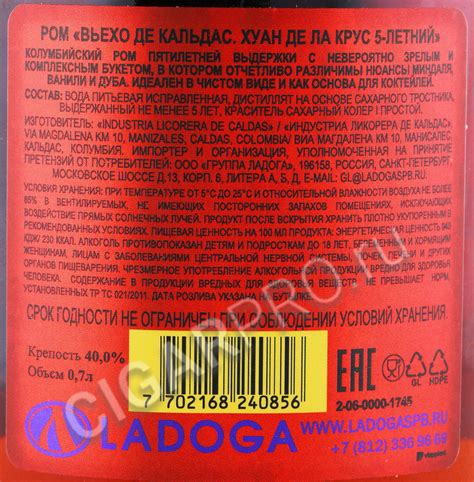 РОМ «ВЬЕХО ДЕ КАЛЬДАС. ХУАН ДЕ ЛА КРУС 5-ЛЕТНИЙ»
КОЛУМБИЙСКИЙ РОМ ПЯТИЛЕТНЕЙ ВЫДЕРЖКИ С НЕВЕРОЯТНО ЗРЕЛЫМ И
КОМПЛЕКСНЫМ БУКЕТОМ, В КОТОРОМ ОТЧЕТЛИВО РАЗЛИЧИМЫ НЮАНСЫ МИНДАЛЯ,
ВАНИЛИ И ДУБА. ИДЕАЛЕН В ЧИСТОМ ВИДЕ И КАК ОСНОВА ДЛЯ КОКТЕЙЛЕЙ.
СОСТАВ: ВОДА ПИТЬЕВАЯ ИСПРАВЛЕННАЯ, ДИСТИЛЛЯТ НА ОСНОВЕ САХАРНОГО ТРОСТНИКА,
ВЫДЕРЖАННЫЙ НЕ МЕНЕЕ 5 ЛЕТ, КРАСИТЕЛЬ САХАРНЫЙ КОЛЕР I ПРОСТОЙ.
ИЗГОТОВИТЕЛЬ: «INDUSTRIA LICORERA DE CALDAS» / «ИНДУСТРИА ЛИКОРЕРА ДЕ КАЛЬДАС»,
VIA MAGDALENA KM 10, MANIZALES, CALDAS, COLOMBIA/ ВИА МАГДАЛЕНА КМ 10, МАНИСАЛЕС,
КАЛЬДАС, КОЛУМБИЯ. ИМПОРТЕР И ОРГАНИЗАЦИЯ, УПОЛНОМОЧЕННАЯ НА ПРИНЯТИЕ
ПРЕТЕНЗИЙ ОТ ПОТРЕБИТЕЛЕЙ: ООО «ГРУППА ЛАДОГА», 196158, РОССИЯ, САНКТ-ПЕТЕРБУРГ,
МОСКОВСКОЕ ШОССЕ Д.13, КОРП. 6, ЛИТЕРА А,Б, Д, E-MAIL: GL@LADOGASPB.RU
УСЛОВИЯ ХРАНЕНИЯ: ПРИ ТЕМПЕРАТУРЕ ОТ 5°С ДО 25°С И ОТНОСИТЕЛЬНОЙ ВЛАЖНОСТИ ВОЗДУХА НЕ БОЛЕЕ
85% В ВЕНТИЛИРУЕМЫХ, НЕ ИМЕЮЩИХ ПОСТОРОННИХ ЗАПАХОВ ПОМЕЩЕНИЯХ, ИСКЛЮЧАЮЩИХ
ВОЗДЕЙСТВИЕ ПРЯМЫХ СОЛНЕЧНЫХ ЛУЧЕЙ. ПРОДУКТ ПОСЛЕ ВСКРЫТИЯ ХРАНИТЬ ПЛОТНО УКУПОРЕННЫМ В
РЕКОМЕНДОВАННЫХ УСЛОВИЯХ. ПИЩЕВАЯ ЦЕННОСТЬ НА 100 МЛ ПРОДУКТА: ЭНЕРГЕТИЧЕСКАЯ ЦЕННОСТЬ
КДЖ/ 230 ККАЛ. АЛКОГОЛЬ ПРОТИВОПОКАЗАН ДЕТЯМ И ПОДРОСТКАМ ДО 18 ЛЕТ, БЕРЕМЕННЫМ И КОРМЯЩИМ
ЖЕНЩИНАМ, ЛИЦАМ С ЗАБОЛЕВАНИЯМИ ЦЕНТРАЛЬНОЙ НЕРВНОЙ СИСТЕМЫ, ПЕЧЕНИ, ПОЧЕК И ДРУГИХ
ОРГАНОВ ПИЩЕВАРЕНИЯ. ЧРЕЗМЕРНОЕ УПОТРЕБЛЕНИЕ АЛКОГОЛЬНОЙ ПРОДУКЦИИ ВРЕДНО ДЛЯ ЗДОРОВЬЯ
ЧЕЛОВЕКА. СОДЕРЖАНИЕ В ПРОДУКЦИИ ВРЕДНЫХ ДЛЯ ЗДОРОВЬЯ ВЕЩЕСТВ НЕ ПРЕВЫШАЕТ НОРМ,
УСТАНОВЛЕННЫХ ТР ТС 021/2011. ДАТА РОЗЛИВА УКАЗАНА НА БУТЫЛКЕ.
СРОК ГОДНОСТИ НЕ ОГРАНИЧЕН ПРИ СОБЛЮДЕНИИ УСЛОВИЙ ХРАНЕНИЯ.
Крепость 40,0%
Объем 0,7л
7 702168 240856
EAC
GL HDPE
2-06-0000-1745
LADOGA
WWW.LADOGASPB.RU
+7 (812) 336 96 69
CIGARPRO.ru